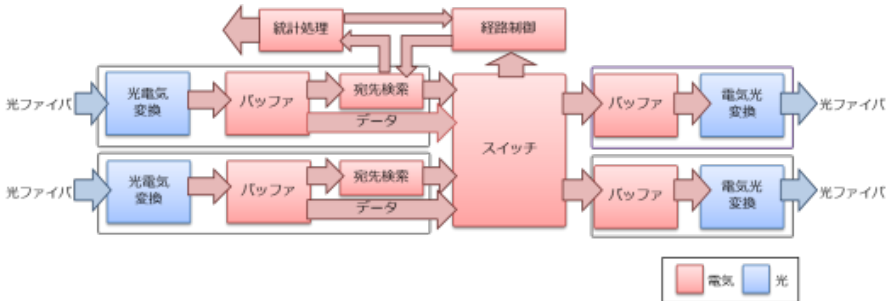 統計処理
経路制御
光ファイバ
光電気
変換
バッファ
宛先検索
データ
スイッチ
バッファ
電気光
変換
光ファイバ
光ファイバ
光電気
変換
バッファ
宛先検索
データ
バッファ
電気光
変換
光ファイバ
電気
光